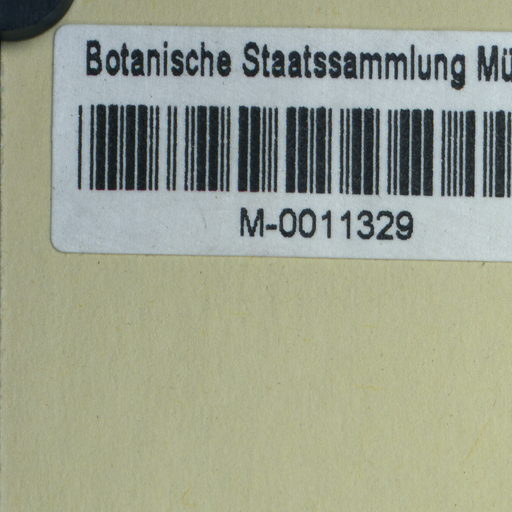 Botanische Staatssammlung Mü
M-0011329